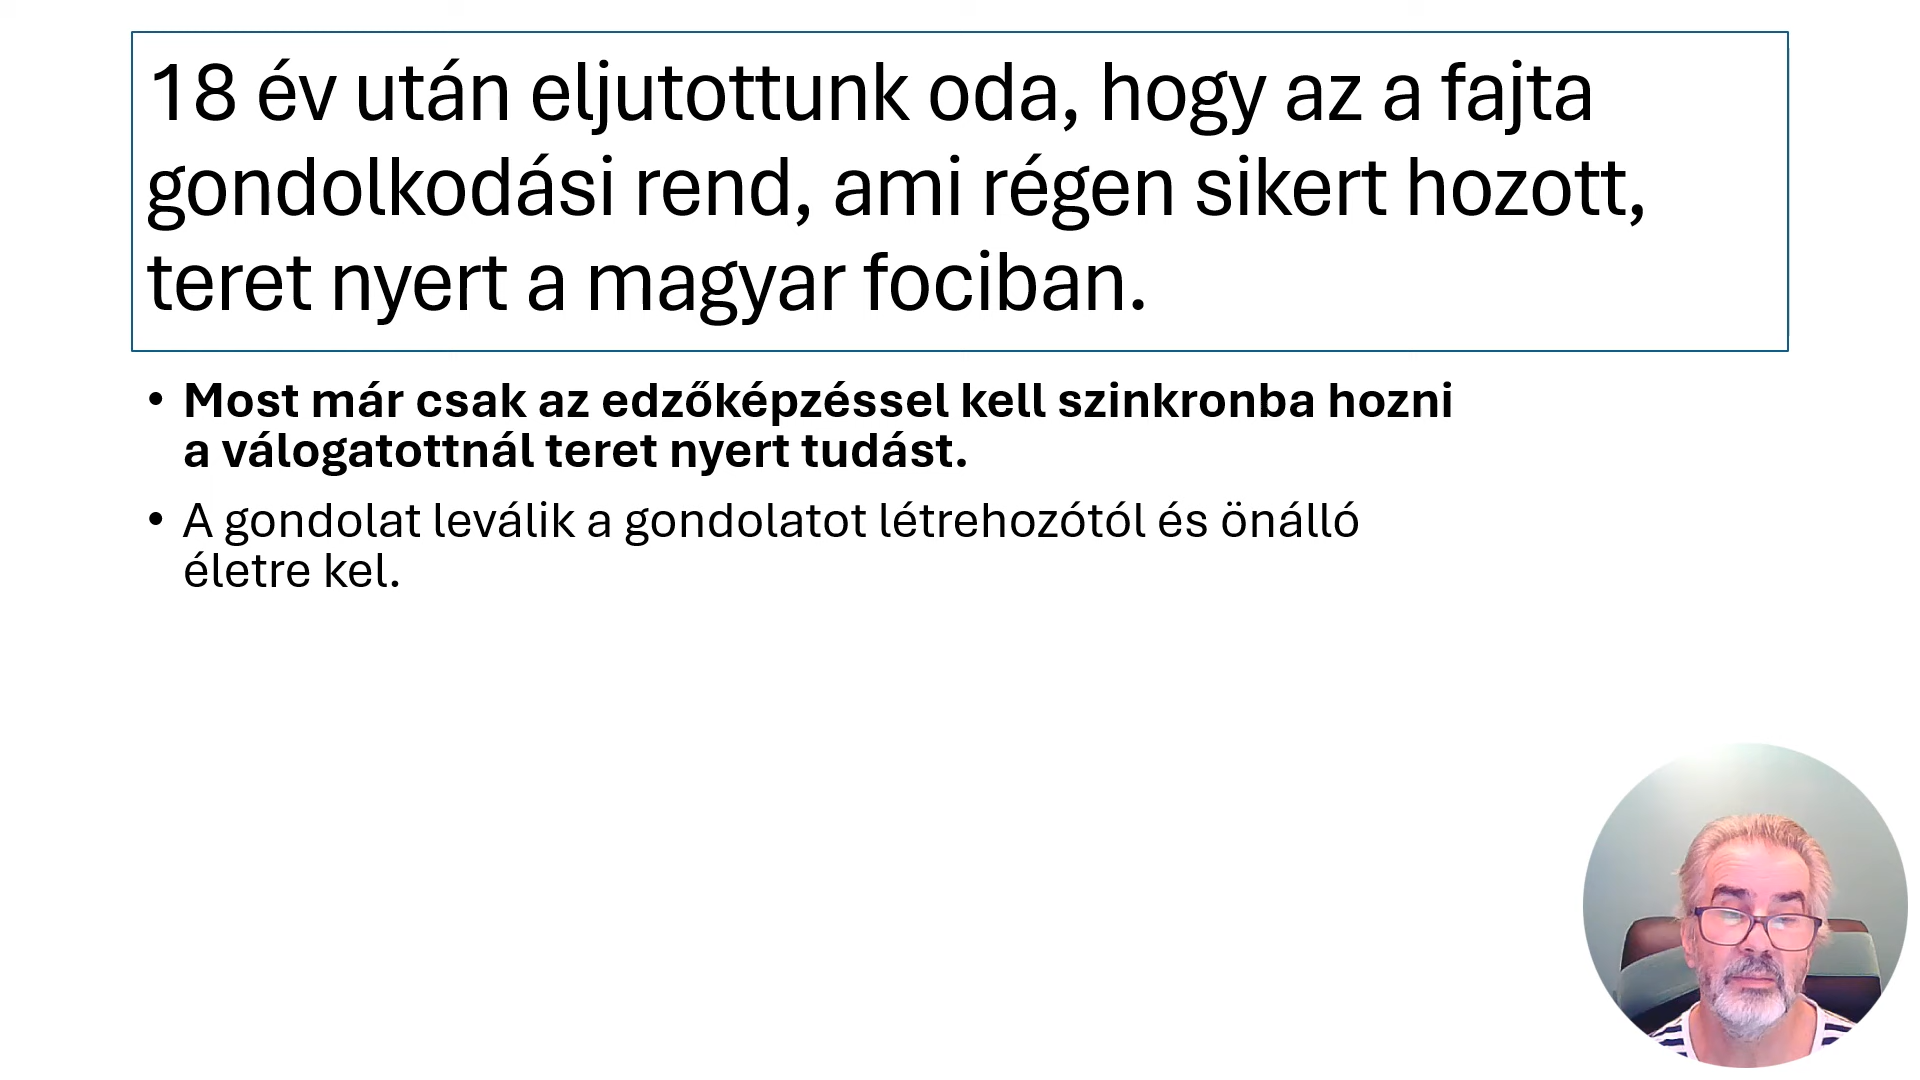 18 év után eljutottunk oda, hogy az a fajta
gondolkodási rend, ami régen sikert hozott,
teret nyert a magyar fociban.
• Most már csak az edzőképzéssel kell szinkronba hozni
a válogatottnál teret nyert tudást.
• A gondolat leválik a gondolatot létrehozótól és önálló
életre kel.